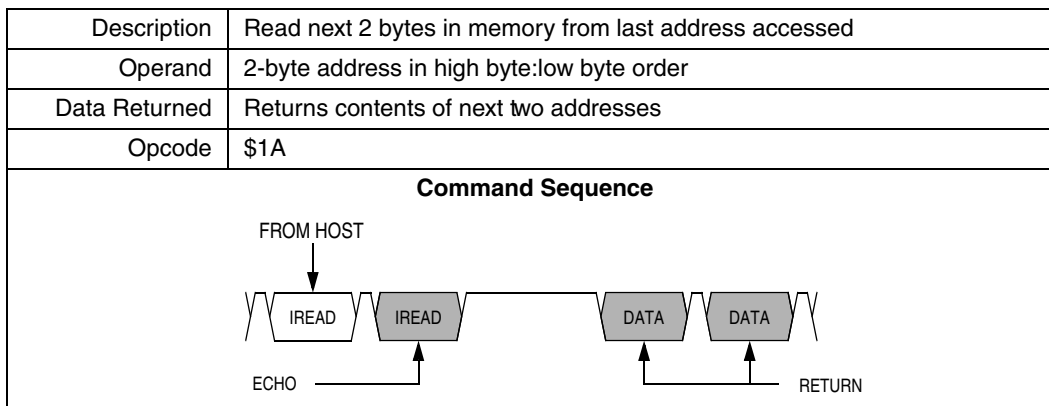 Description Read next 2 bytes in memory from last address accessed
Operand 2-byte address in high byte:low byte order
Data Returned Returns contents of next two addresses
Opcode $1A
Command Sequence
FROM HOST
IREAD IREAD DATA DATA
ECHO RETURN